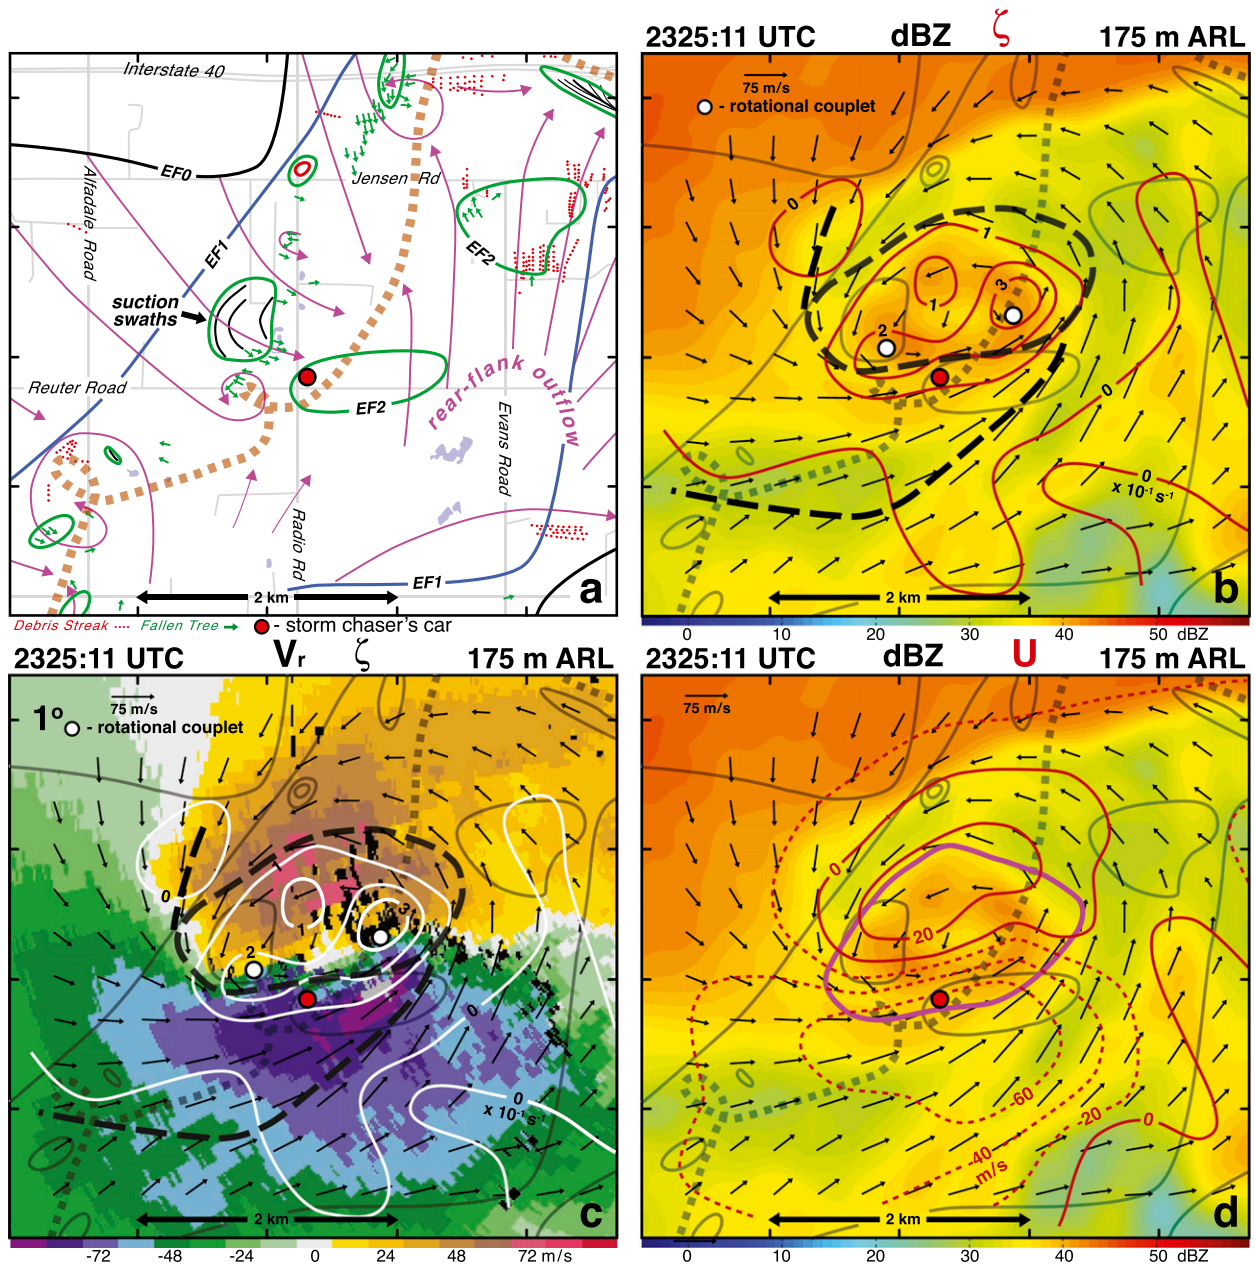 Interstate 40
EF0
Jensen Rd
Alfadale Road
EF1
EF2
suction
swaths
Reuter Road
EF2
rear-flank outflow
Evans Road
Radio Rd
EF1
2 km
a
Debris Streak Fallen Tree - storm chaser's car
2325:11 UTC dBZ ζ 175 m ARL
75 m/s
- rotational couplet
0
1
3
1
2
0
0
x 10⁻¹ s⁻¹
2 km
b
0 10 20 30 40 50 dBZ
2325:11 UTC Vr ζ 175 m ARL
75 m/s
1º - rotational couplet
1
0
3
1
2
0
0
x 10⁻¹ s⁻¹
2 km
c
-72 -48 -24 0 24 48 72 m/s
2325:11 UTC dBZ U 175 m ARL
75 m/s
0
20
-60
-20
0
-40
m/s
2 km
d
0 10 20 30 40 50 dBZ